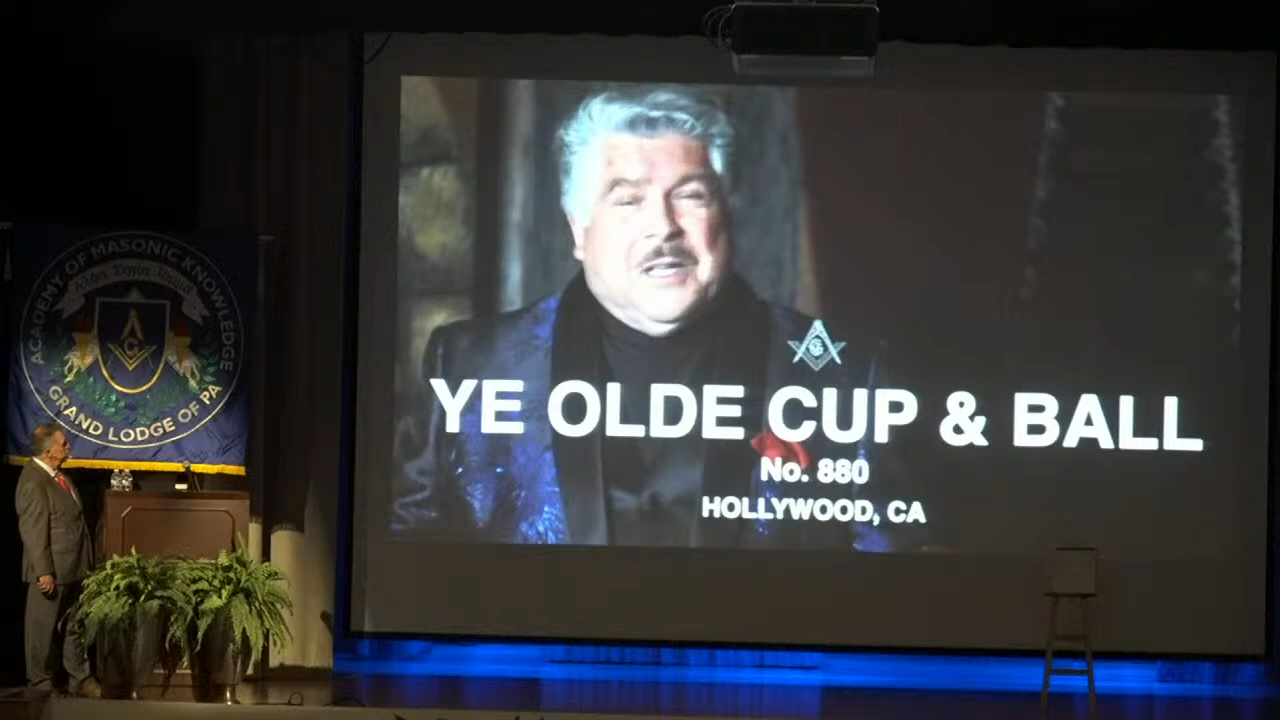 ACADEMY OF MASONIC KNOWLEDGE
GRAND LODGE OF PA
G
G
YE OLDE CUP & BALL
No. 880
HOLLYWOOD, CA